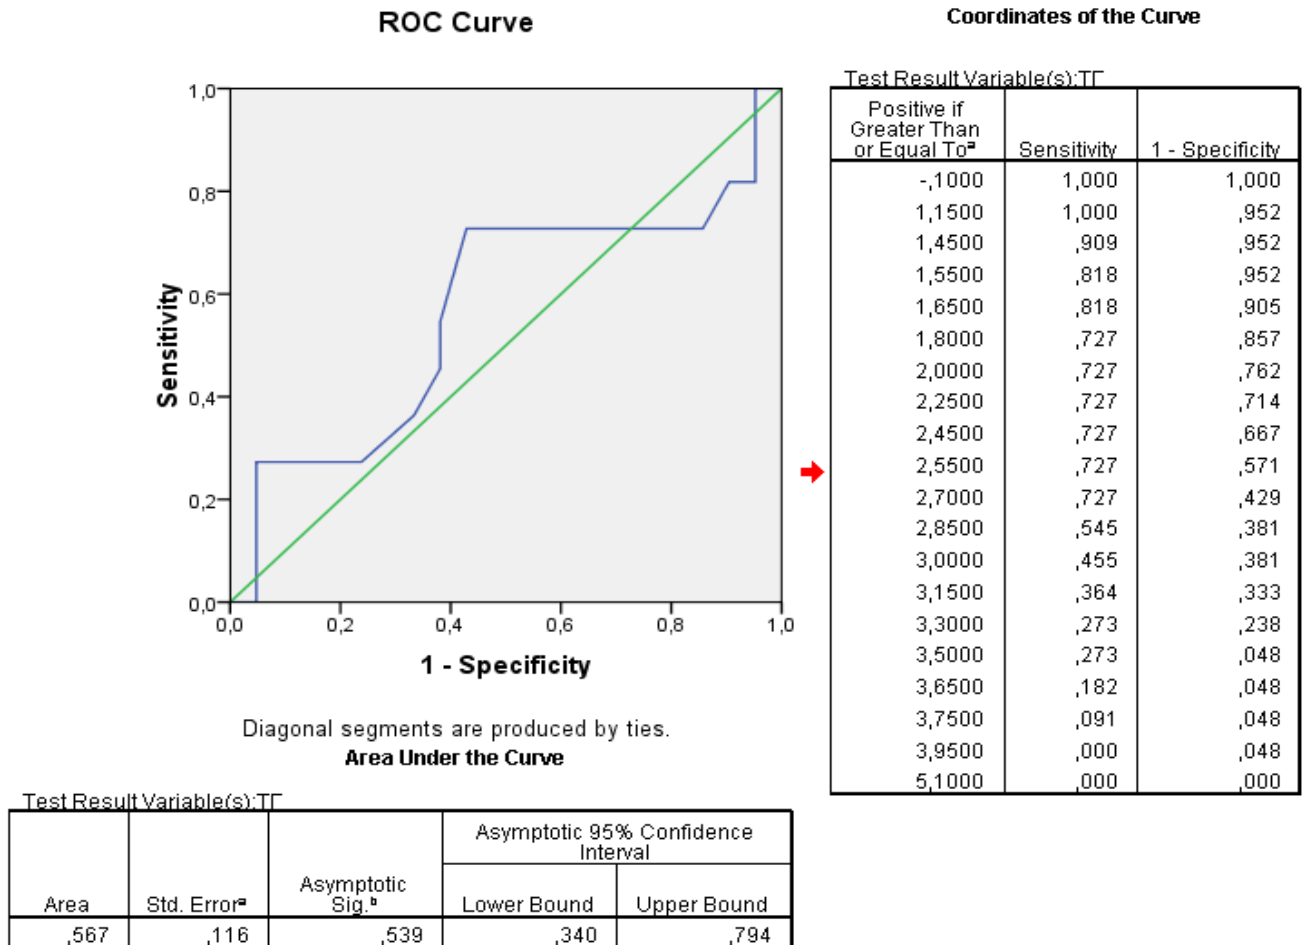 ROC Curve
1,0
0,8
0,6
0,4
0,2
0,0
Sensitivity
0,0 0,2 0,4 0,6 0,8 1,0
1 - Specificity
Diagonal segments are produced by ties.
Area Under the Curve
Test Result Variable(s):ТГ
Area Std. Errorᵃ Asymptotic Sig.ᵇ Asymptotic 95% Confidence Interval
Lower Bound Upper Bound
,567 ,116 ,539 ,340 ,794
Coordinates of the Curve
Test Result Variable(s):ТГ
Positive if
Greater Than
or Equal Toᵃ Sensitivity 1 - Specificity
-,1000 1,000 1,000
1,1500 1,000 ,952
1,4500 ,909 ,952
1,5500 ,818 ,952
1,6500 ,818 ,905
1,8000 ,727 ,857
2,0000 ,727 ,762
2,2500 ,727 ,714
2,4500 ,727 ,667
2,5500 ,727 ,571
2,7000 ,727 ,429
2,8500 ,545 ,381
3,0000 ,455 ,381
3,1500 ,364 ,333
3,3000 ,273 ,238
3,5000 ,273 ,048
3,6500 ,182 ,048
3,7500 ,091 ,048
3,9500 ,000 ,048
5,1000 ,000 ,000